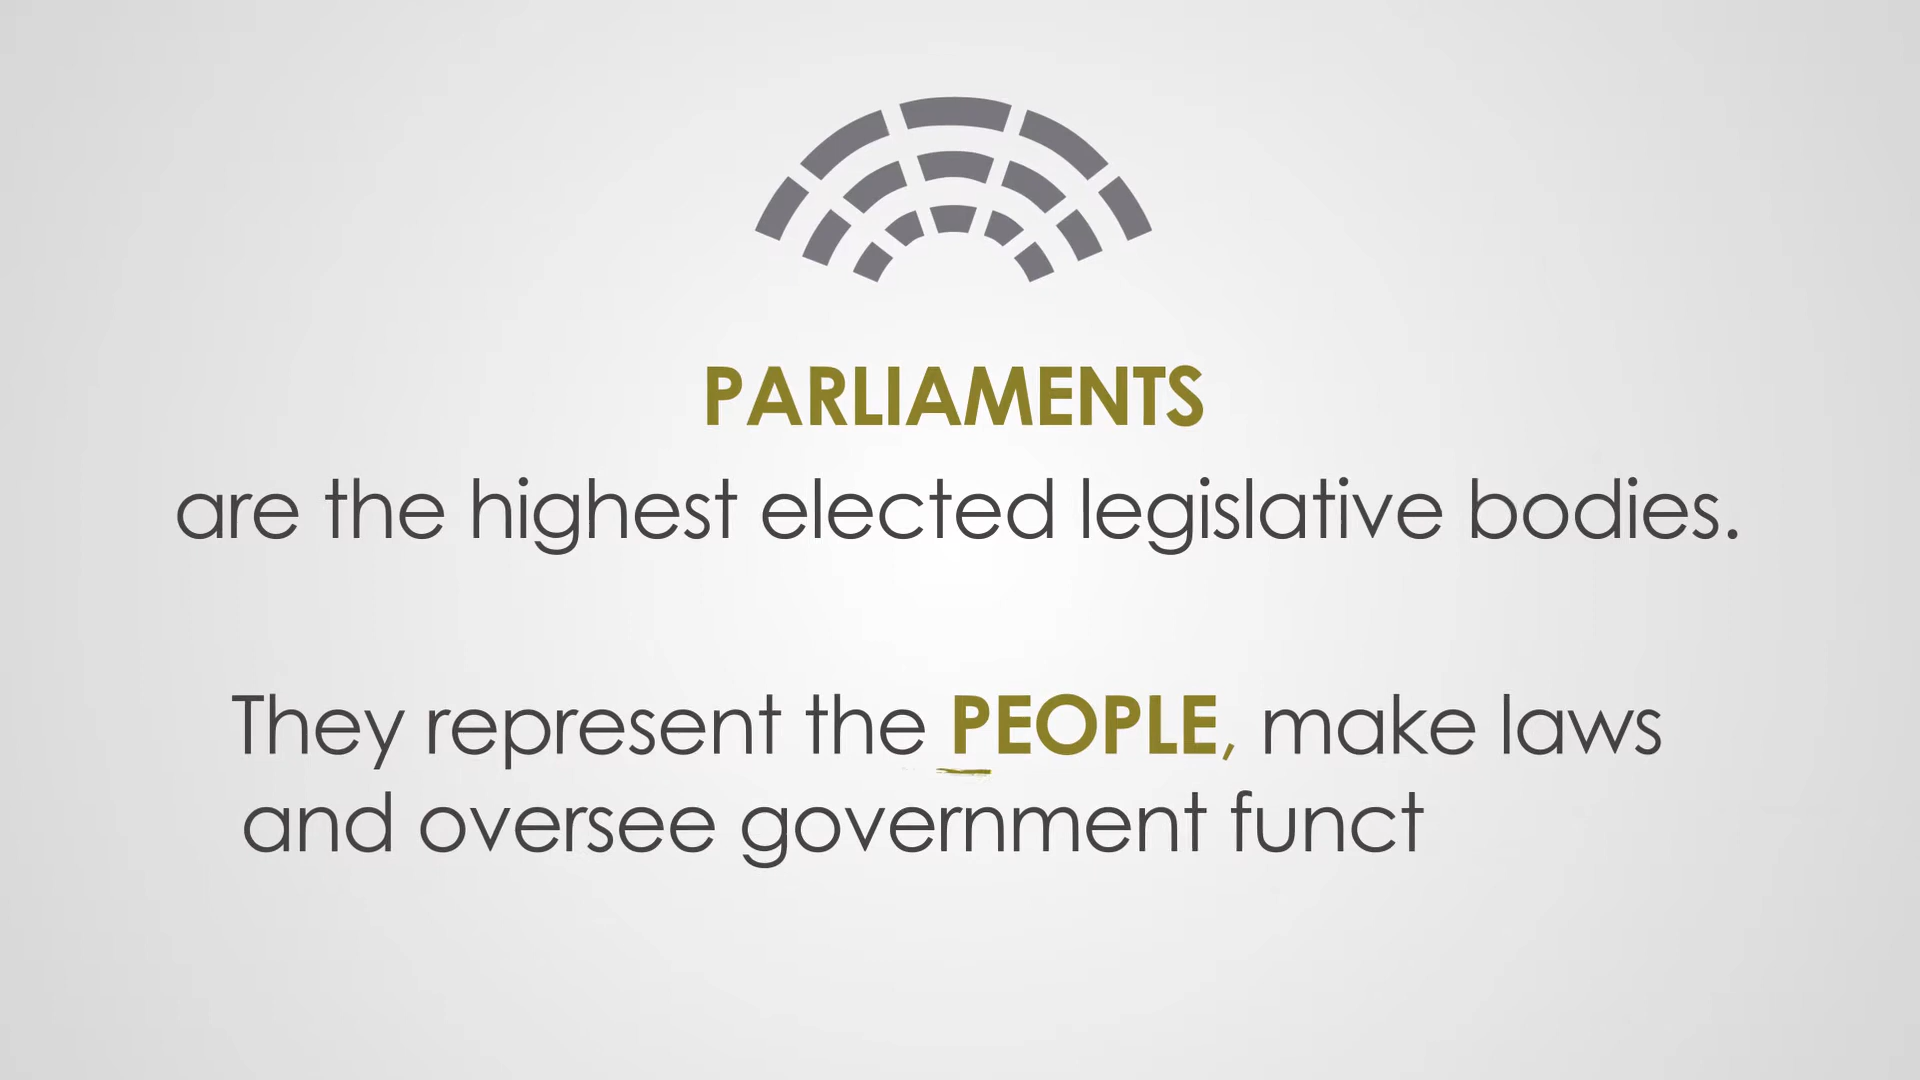 PARLIAMENTS
are the highest elected legislative bodies.
They represent the PEOPLE, make laws
and oversee government funct